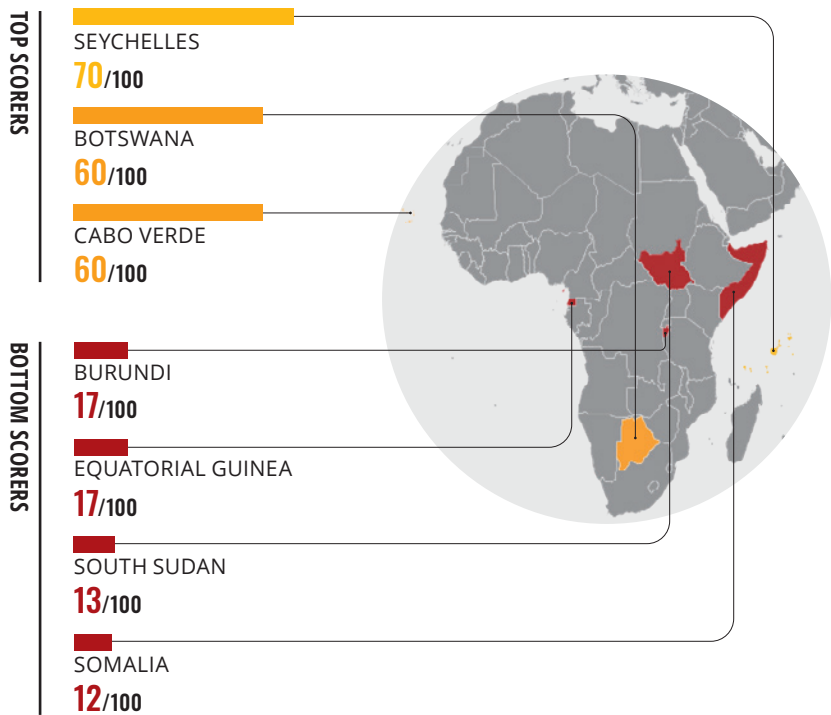 TOP SCORERS
SEYCHELLES
70/100
BOTSWANA
60/100
CABO VERDE
60/100
BOTTOM SCORERS
BURUNDI
17/100
EQUATORIAL GUINEA
17/100
SOUTH SUDAN
13/100
SOMALIA
12/100